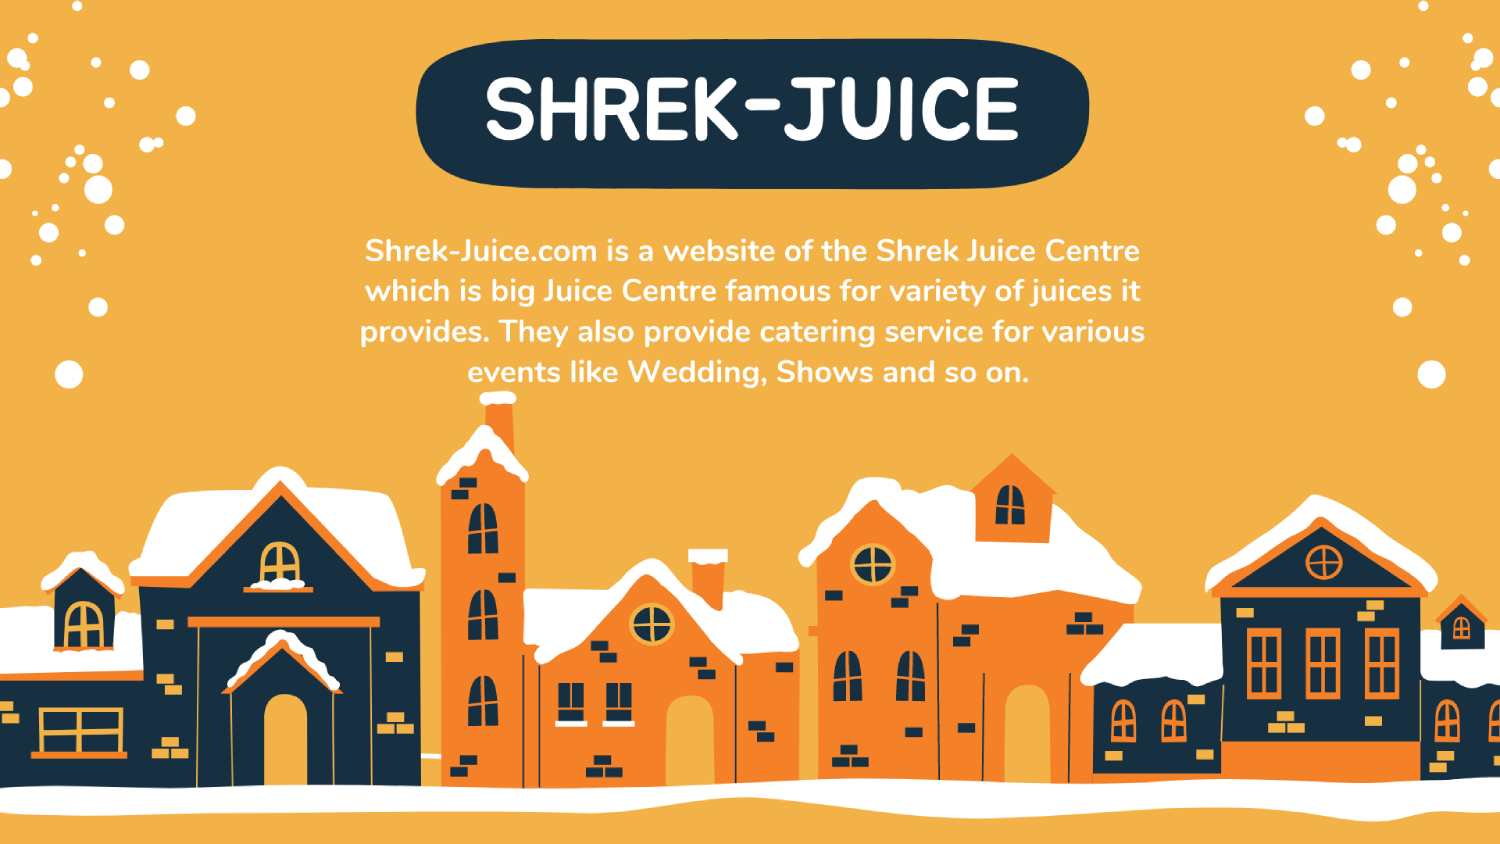 SHREK-JUICE
Shrek-Juice.com is a website of the Shrek Juice Centre
which is big Juice Centre famous for variety of juices it
provides. They also provide catering service for various
events like Wedding, Shows and so on.